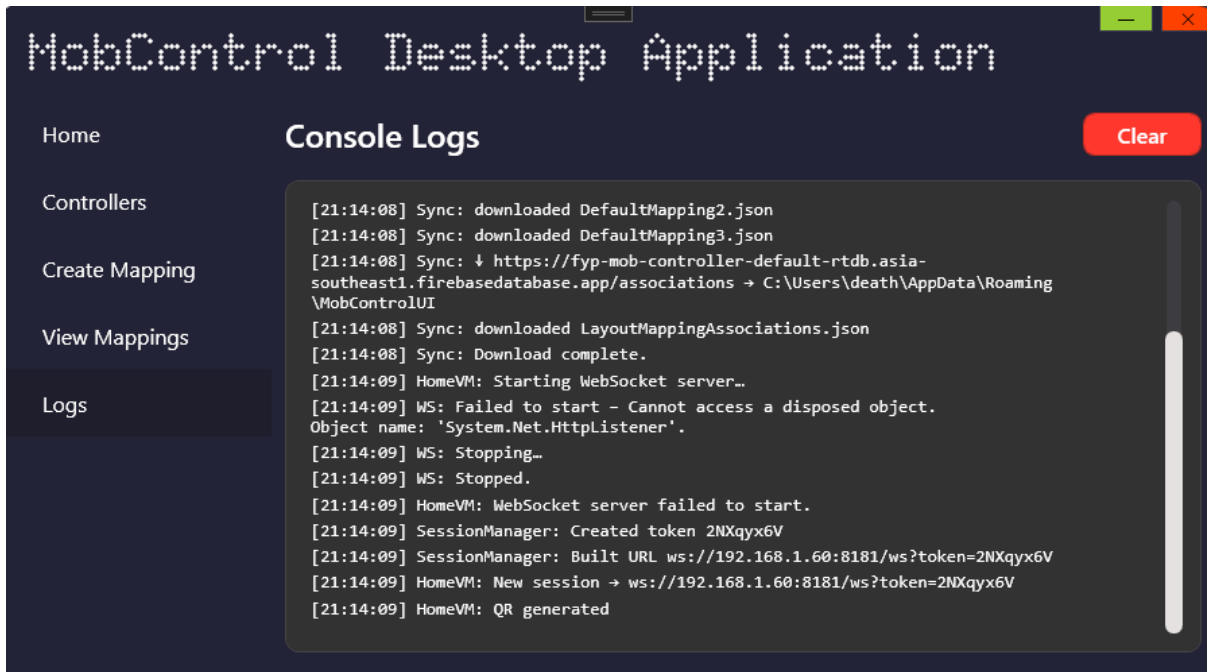 MobControl Desktop Application
Home
Controllers
Create Mapping
View Mappings
Logs
Console Logs
Clear
[21:14:08] Sync: downloaded DefaultMapping2.json
[21:14:08] Sync: downloaded DefaultMapping3.json
[21:14:08] Sync: ↓ https://fyp-mob-controller-default-rtdb.asia-
southeast1.firebasedatabase.app/associations → C:\Users\death\AppData\Roaming
\MobControlUI
[21:14:08] Sync: downloaded LayoutMappingAssociations.json
[21:14:08] Sync: Download complete.
[21:14:09] HomeVM: Starting WebSocket server…
[21:14:09] WS: Failed to start – Cannot access a disposed object.
Object name: 'System.Net.HttpListener'.
[21:14:09] WS: Stopping…
[21:14:09] WS: Stopped.
[21:14:09] HomeVM: WebSocket server failed to start.
[21:14:09] SessionManager: Created token 2NXqyx6V
[21:14:09] SessionManager: Built URL ws://192.168.1.60:8181/ws?token=2NXqyx6V
[21:14:09] HomeVM: New session → ws://192.168.1.60:8181/ws?token=2NXqyx6V
[21:14:09] HomeVM: QR generated